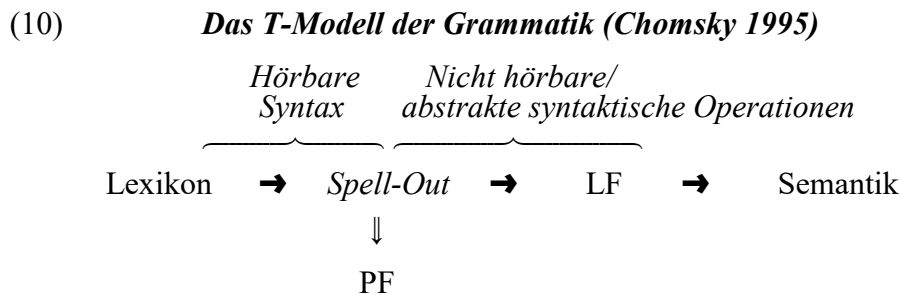 (10) Das T-Modell der Grammatik (Chomsky 1995)
Hörbare Nicht hörbare/
Syntax abstrakte syntaktische Operationen
Lexikon ➜ Spell-Out ➜ LF ➜ Semantik
⇓
PF